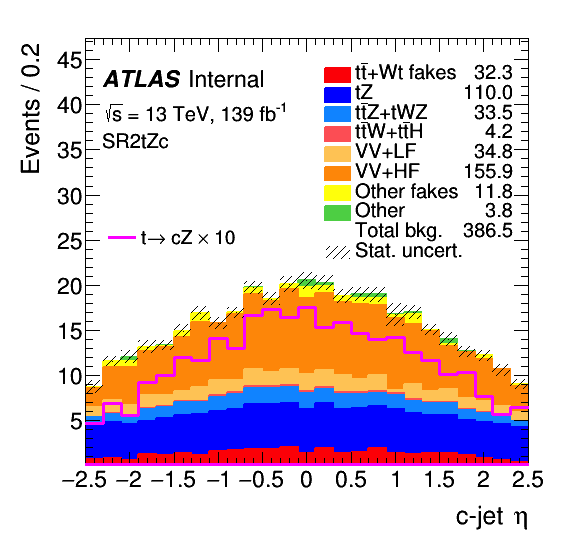 Events / 0.2
45
40
35
30
25
20
15
10
5
ATLAS Internal
√s = 13 TeV, 139 fb⁻¹
SR2tZc
t→ cZ × 10
tt̄+Wt fakes 32.3
tZ 110.0
tt̄Z+tWZ 33.5
tt̄W+tt̄H 4.2
VV+LF 34.8
VV+HF 155.9
Other fakes 11.8
Other 3.8
Total bkg. 386.5
Stat. uncert.
−2.5 −2 −1.5 −1 −0.5 0 0.5 1 1.5 2 2.5
c-jet η